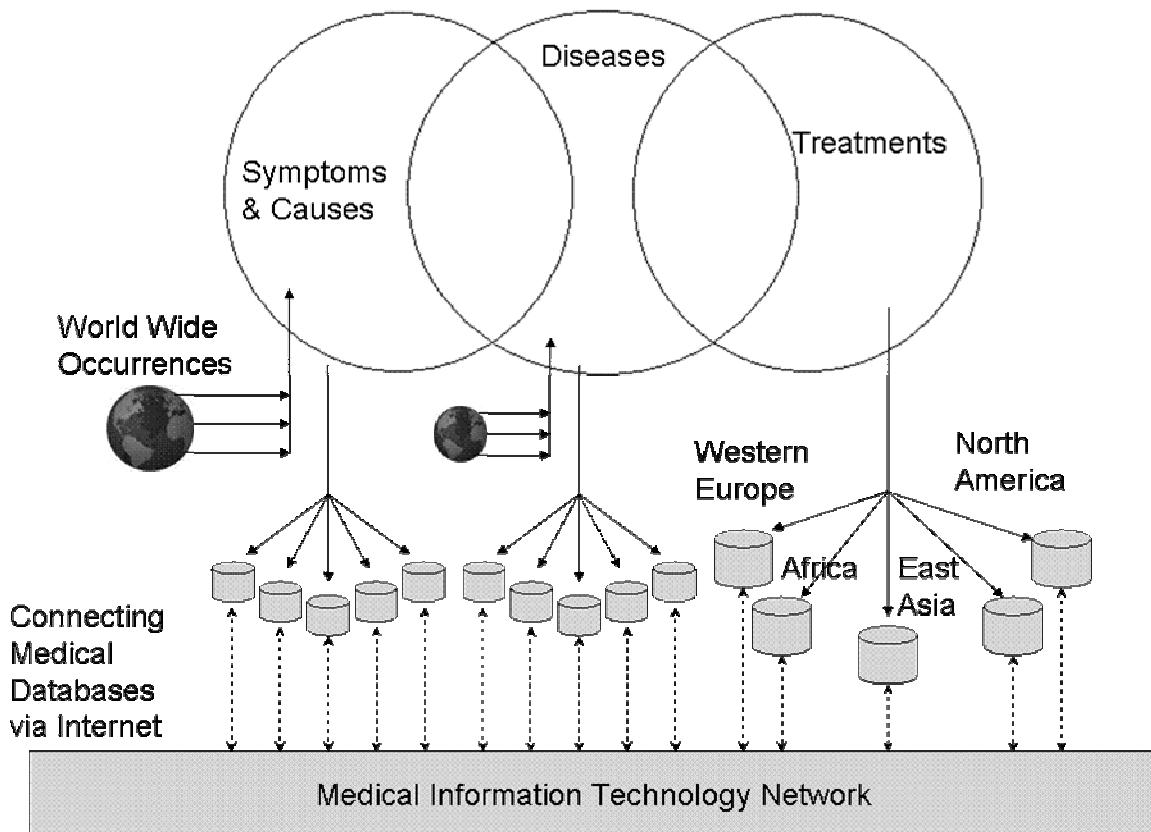 Diseases
Treatments
Symptoms
& Causes
World Wide
Occurrences
Western
Europe
North
America
Africa
East
Asia
Connecting
Medical
Databases
via Internet
Medical Information Technology Network